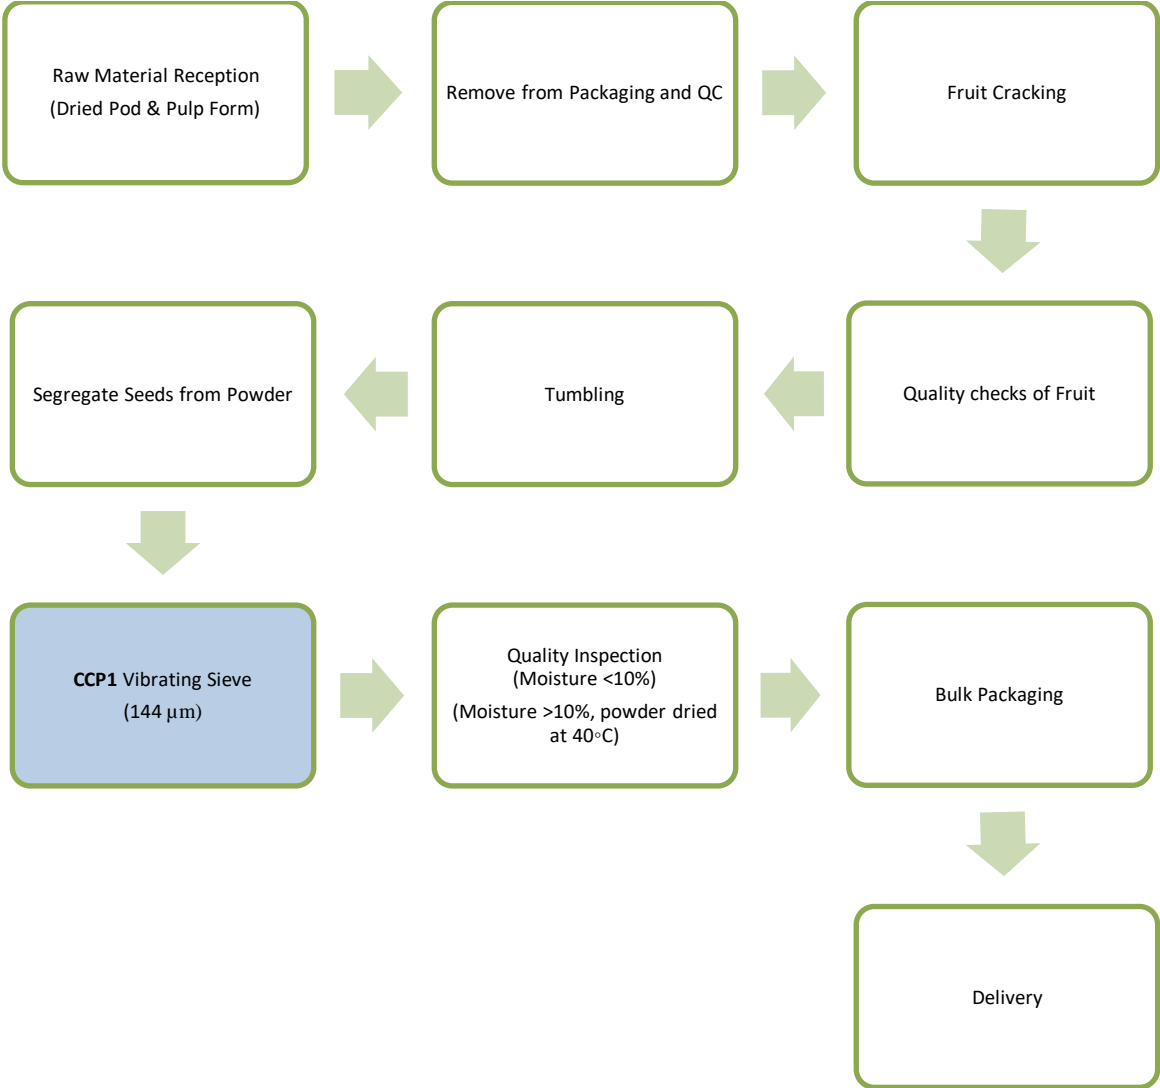 Raw Material Reception
(Dried Pod & Pulp Form)
Remove from Packaging and QC
Fruit Cracking
Quality checks of Fruit
Tumbling
Segregate Seeds from Powder
CCP1 Vibrating Sieve
(144 µm)
Quality Inspection
(Moisture <10%)
(Moisture >10%, powder dried
at 40◦C)
Bulk Packaging
Delivery